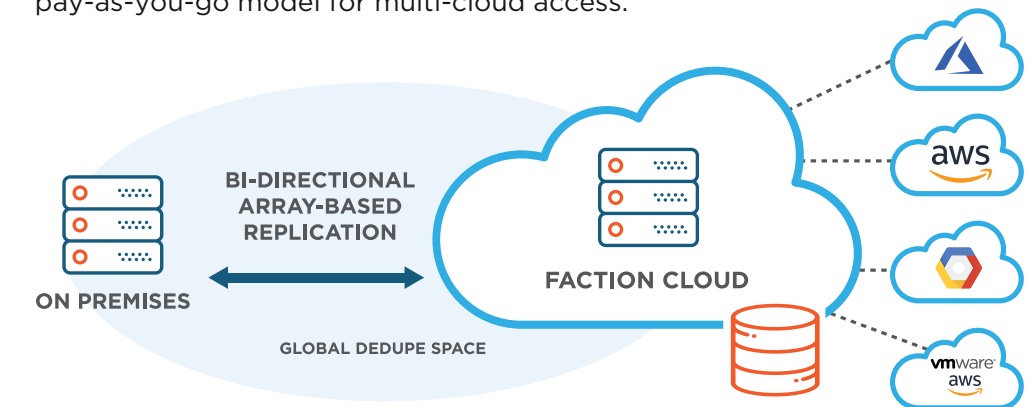 pay-as-you-go model for multi-cloud access.
aws
BI-DIRECTIONAL
ARRAY-BASED
REPLICATION
ON PREMISES
FACTION CLOUD
GLOBAL DEDUPE SPACE
vmware
aws